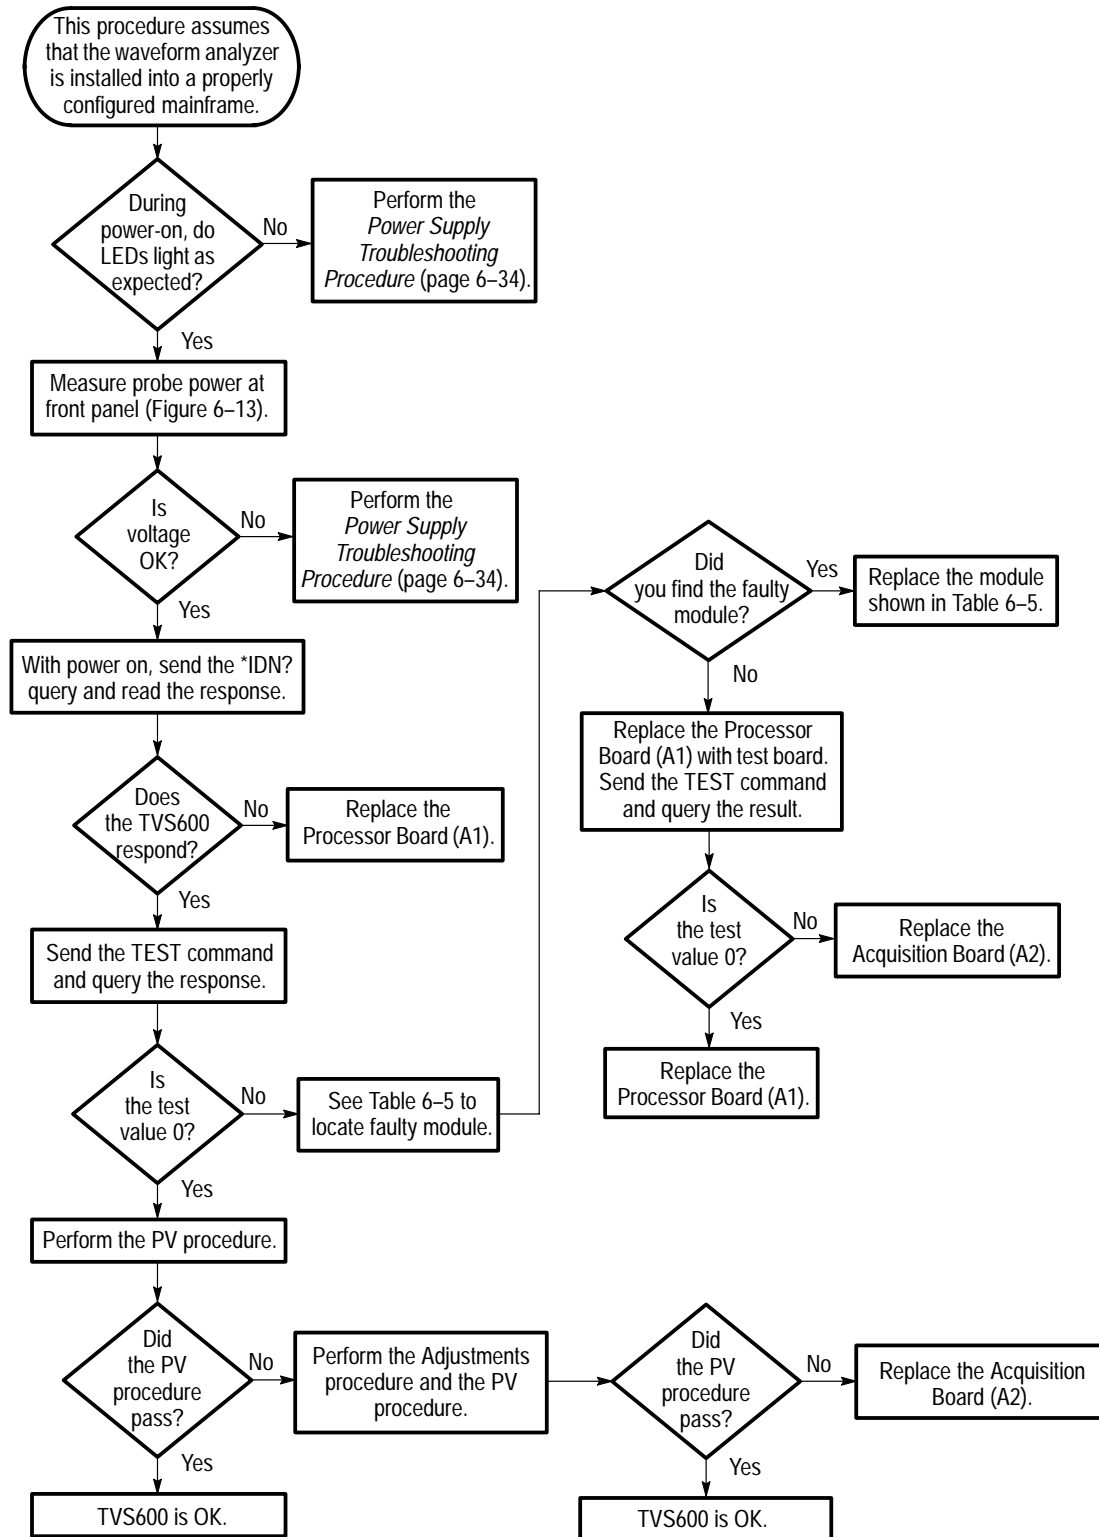 This procedure assumes
that the waveform analyzer
is installed into a properly
configured mainframe.
During
power-on, do
LEDs light as
expected?
No
Perform the
Power Supply
Troubleshooting
Procedure (page 6–34).
Yes
Measure probe power at
front panel (Figure 6–13).
Is
voltage
OK?
No
Perform the
Power Supply
Troubleshooting
Procedure (page 6–34).
Yes
With power on, send the *IDN?
query and read the response.
Does
the TVS600
respond?
No
Replace the
Processor Board (A1).
Yes
Send the TEST command
and query the response.
Is
the test
value 0?
No
See Table 6–5 to
locate faulty module.
Did
you find the faulty
module?
Yes
Replace the module
shown in Table 6–5.
No
Replace the Processor
Board (A1) with test board.
Send the TEST command
and query the result.
Is
the test
value 0?
No
Replace the
Acquisition Board (A2).
Yes
Replace the
Processor Board (A1).
Yes
Perform the PV procedure.
Did
the PV
procedure
pass?
No
Perform the Adjustments
procedure and the PV
procedure.
Did
the PV
procedure
pass?
No
Replace the Acquisition
Board (A2).
Yes
TVS600 is OK.
Yes
TVS600 is OK.